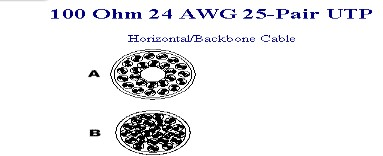 100 Ohm 24 AWG 25-Pair UTP
Horizontal/Backbone Cable
A
B